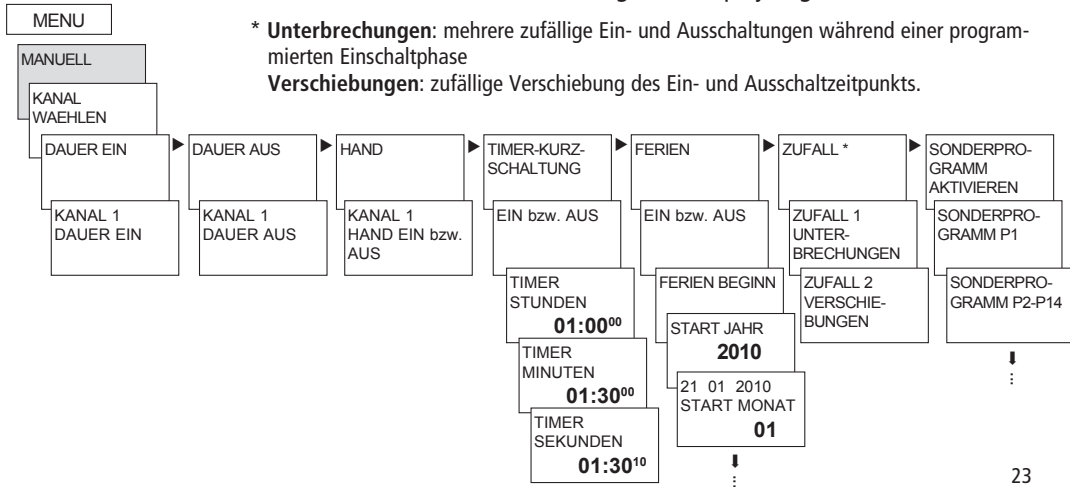 MENU
* Unterbrechungen: mehrere zufällige Ein- und Ausschaltungen während einer program-
mierten Einschaltphase
Verschiebungen: zufällige Verschiebung des Ein- und Ausschaltzeitpunkts.
MANUELL
KANAL
WAEHLEN
DAUER EIN
KANAL 1
DAUER EIN
DAUER AUS
KANAL 1
DAUER AUS
HAND
KANAL 1
HAND EIN bzw.
AUS
TIMER-KURZ-
SCHALTUNG
EIN bzw. AUS
TIMER
STUNDEN
01:00⁰⁰
TIMER
MINUTEN
01:30⁰⁰
TIMER
SEKUNDEN
01:30¹⁰
FERIEN
EIN bzw. AUS
FERIEN BEGINN
START JAHR
2010
21 01 2010
START MONAT
01
ZUFALL *
ZUFALL 1
UNTER-
BRECHUNGEN
ZUFALL 2
VERSCHIE-
BUNGEN
SONDERPRO-
GRAMM
AKTIVIEREN
SONDERPRO-
GRAMM P1
SONDERPRO-
GRAMM P2-P14
23